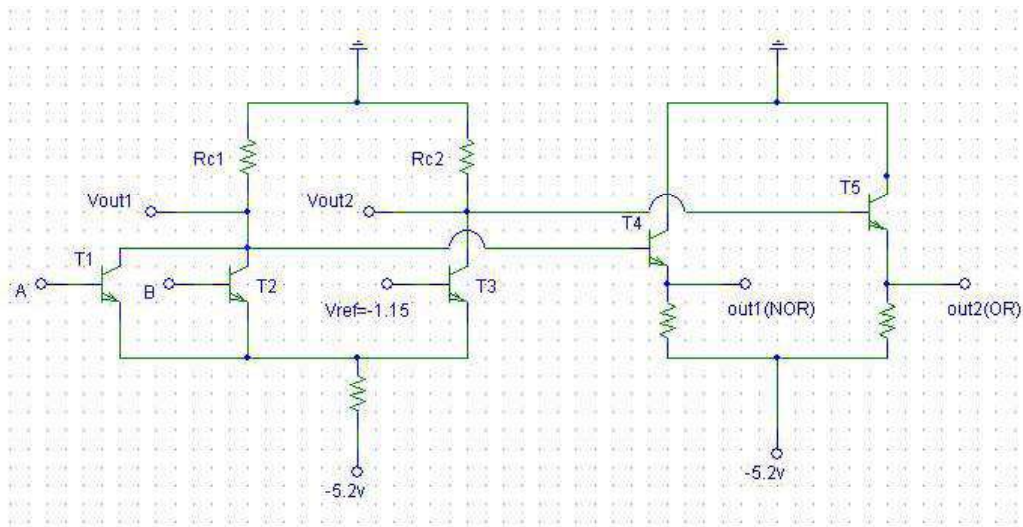 Rc1
Rc2
Vout1
Vout2
T5
T4
T1
A
B
T2
Vref=-1.15
T3
out1(NOR)
out2(OR)
-5.2v
-5.2v